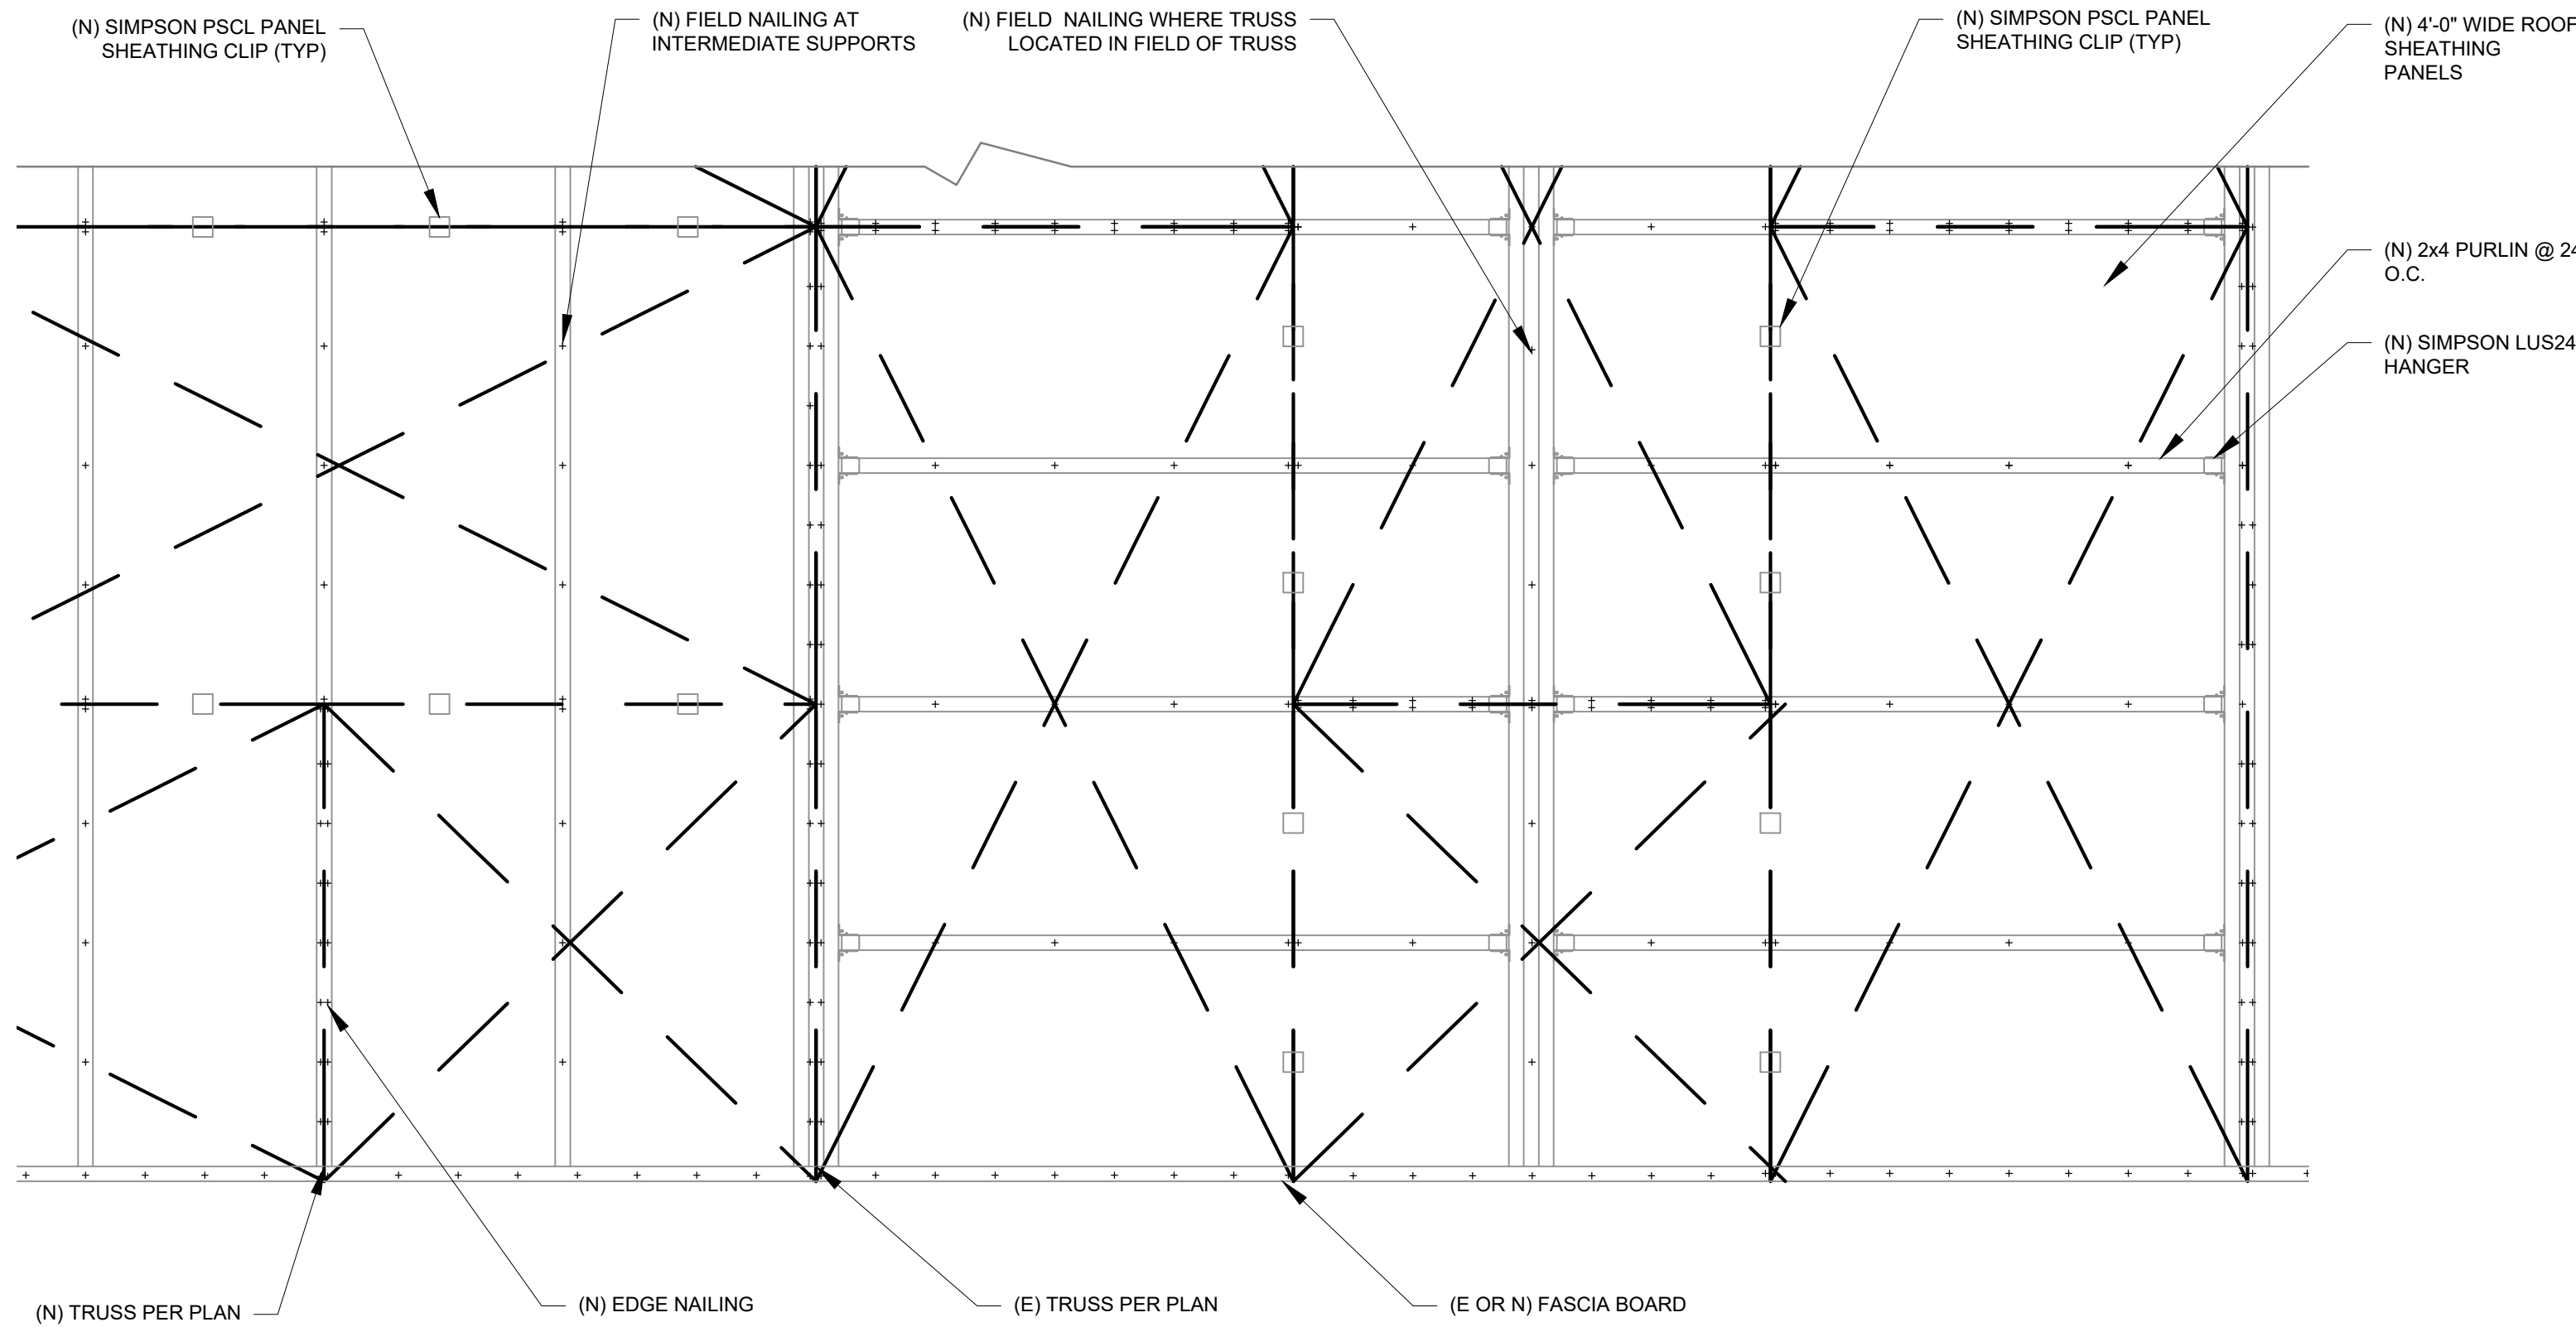 (N) SIMPSON PSCL PANEL
SHEATHING CLIP (TYP)
(N) FIELD NAILING AT
INTERMEDIATE SUPPORTS
(N) FIELD NAILING WHERE TRUSS
LOCATED IN FIELD OF TRUSS
(N) SIMPSON PSCL PANEL
SHEATHING CLIP (TYP)
(N) 4'-0" WIDE ROOF
SHEATHING
PANELS
(N) 2x4 PURLIN @ 24
O.C.
(N) SIMPSON LUS24
HANGER
(N) TRUSS PER PLAN
(N) EDGE NAILING
(E) TRUSS PER PLAN
(E OR N) FASCIA BOARD